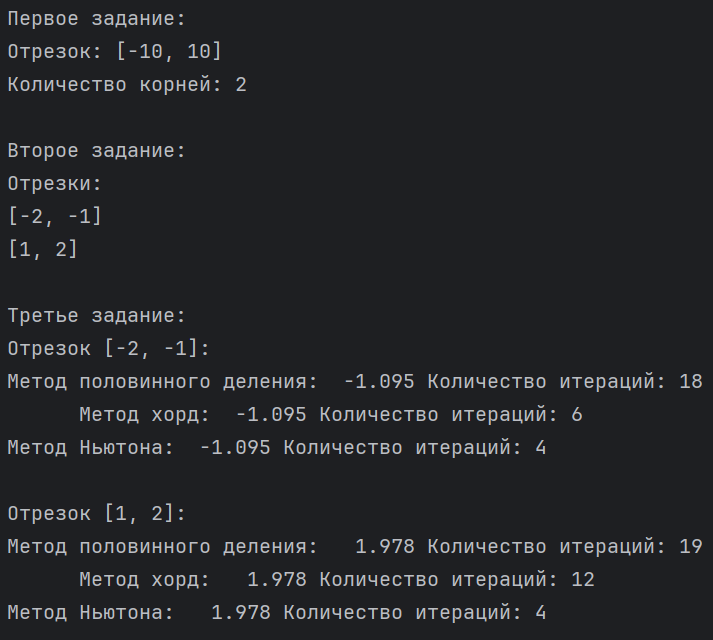 Первое задание:
Отрезок: [-10, 10]
Количество корней: 2
Второе задание:
Отрезки:
[-2, -1]
[1, 2]
Третье задание:
Отрезок [-2, -1]:
Метод половинного деления:  -1.095 Количество итераций: 18
Метод хорд:  -1.095 Количество итераций: 6
Метод Ньютона:  -1.095 Количество итераций: 4
Отрезок [1, 2]:
Метод половинного деления:   1.978 Количество итераций: 19
Метод хорд:   1.978 Количество итераций: 12
Метод Ньютона:   1.978 Количество итераций: 4